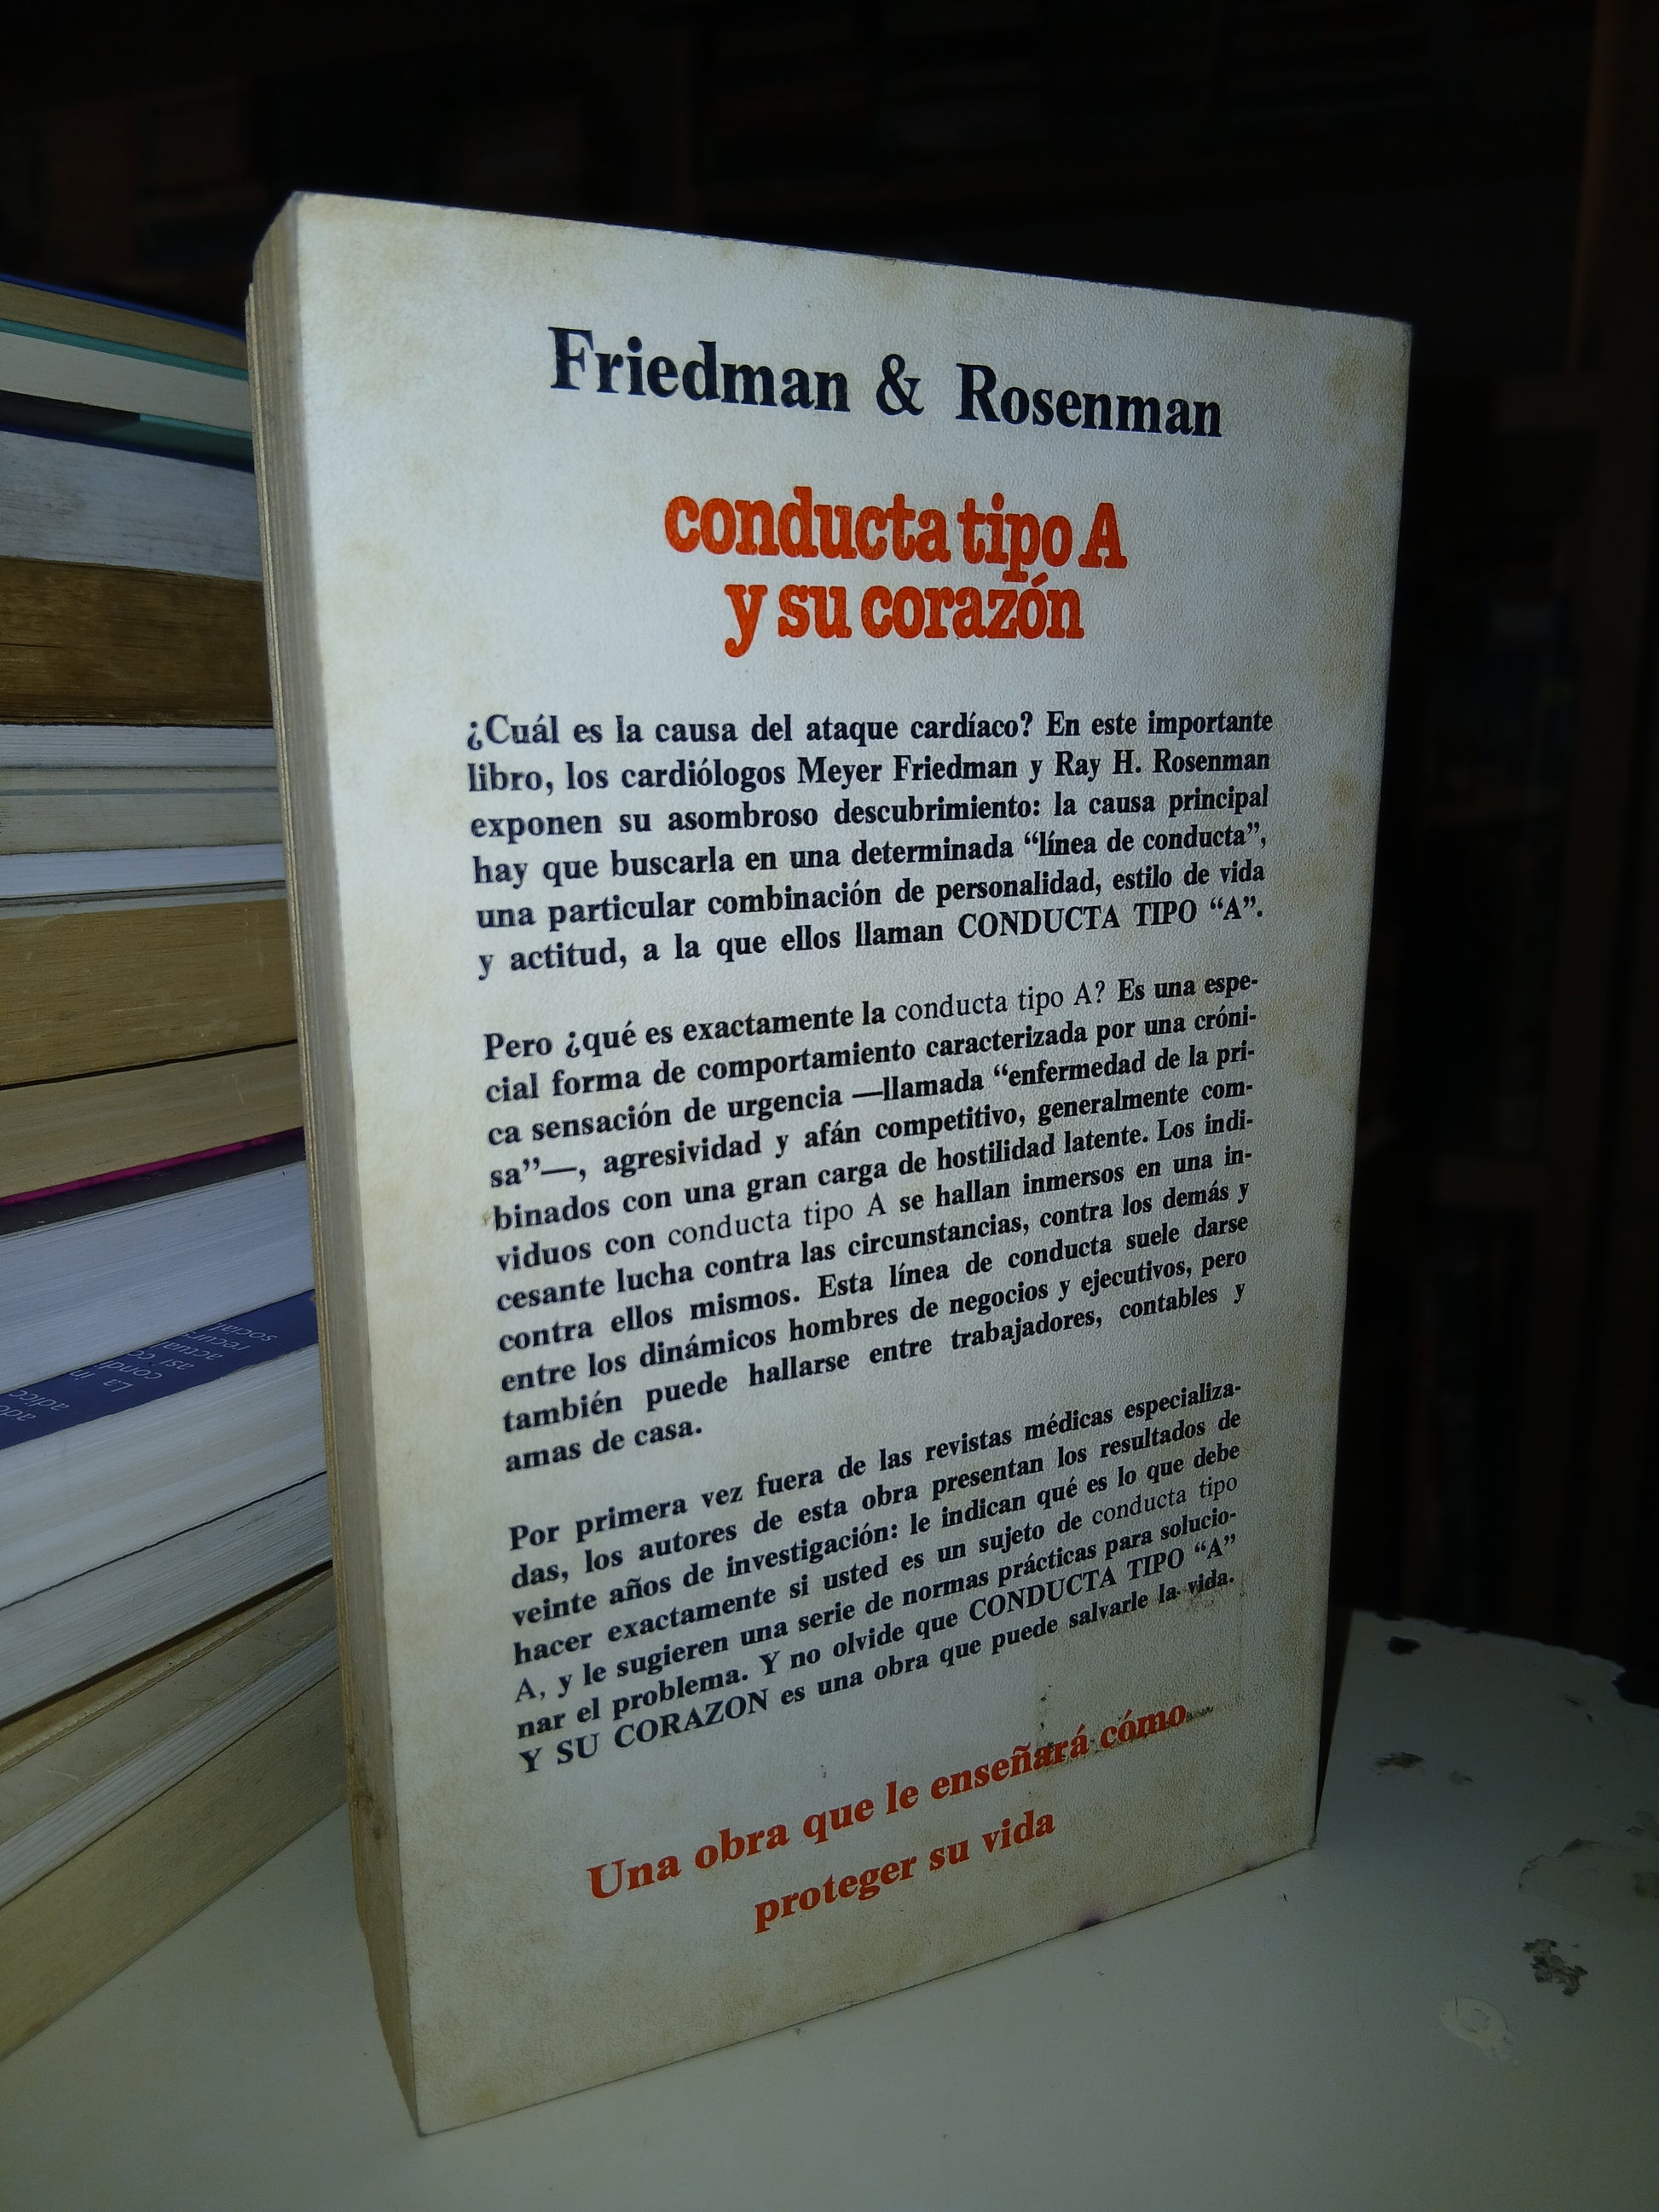 Friedman & Rosenman
conducta tipo A
y su corazón
¿Cuál es la causa del ataque cardíaco? En este importante
libro, los cardiólogos Meyer Friedman y Ray H. Rosenman
exponen su asombroso descubrimiento: la causa principal
hay que buscarla en una determinada “línea de conducta”,
una particular combinación de personalidad, estilo de vida
y actitud, a la que ellos llaman CONDUCTA TIPO “A”.
Pero ¿qué es exactamente la conducta tipo A? Es una espe-
cial forma de comportamiento caracterizada por una cróni-
ca sensación de urgencia —llamada “enfermedad de la pri-
sa”—, agresividad y afán competitivo, generalmente com-
binados con una gran carga de hostilidad latente. Los indi-
viduos con conducta tipo A se hallan inmersos en una in-
cesante lucha contra las circunstancias, contra los demás y
contra ellos mismos. Esta línea de conducta suele darse
entre los dinámicos hombres de negocios y ejecutivos, pero
también puede hallarse entre trabajadores, contables y
amas de casa.
Por primera vez fuera de las revistas médicas especializa-
das, los autores de esta obra presentan los resultados de
veinte años de investigación: le indican qué es lo que debe
hacer exactamente si usted es un sujeto de conducta tipo
A, y le sugieren una serie de normas prácticas para solucio-
nar el problema. Y no olvide que CONDUCTA TIPO “A”
Y SU CORAZON es una obra que puede salvarle la vida.
Una obra que le enseñará cómo
proteger su vida